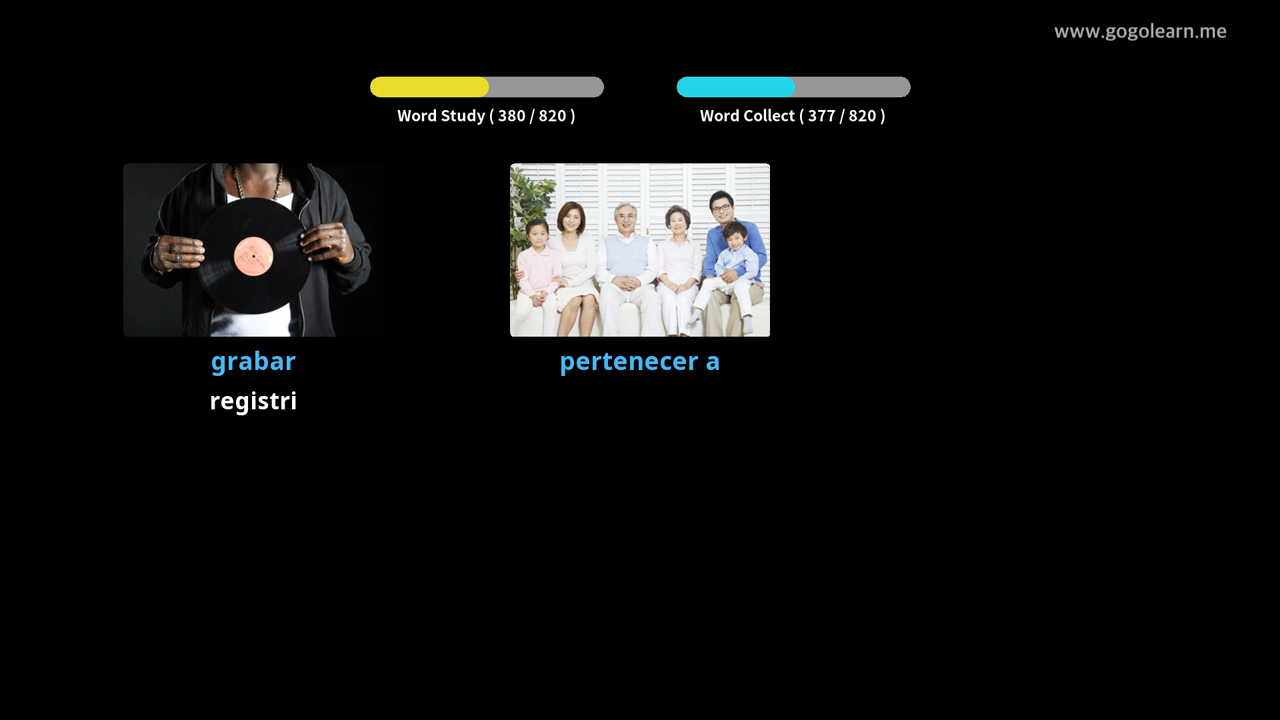 www.gogolearn.me
Word Study ( 380 / 820 )
Word Collect ( 377 / 820 )
grabar
registri
pertenecer a